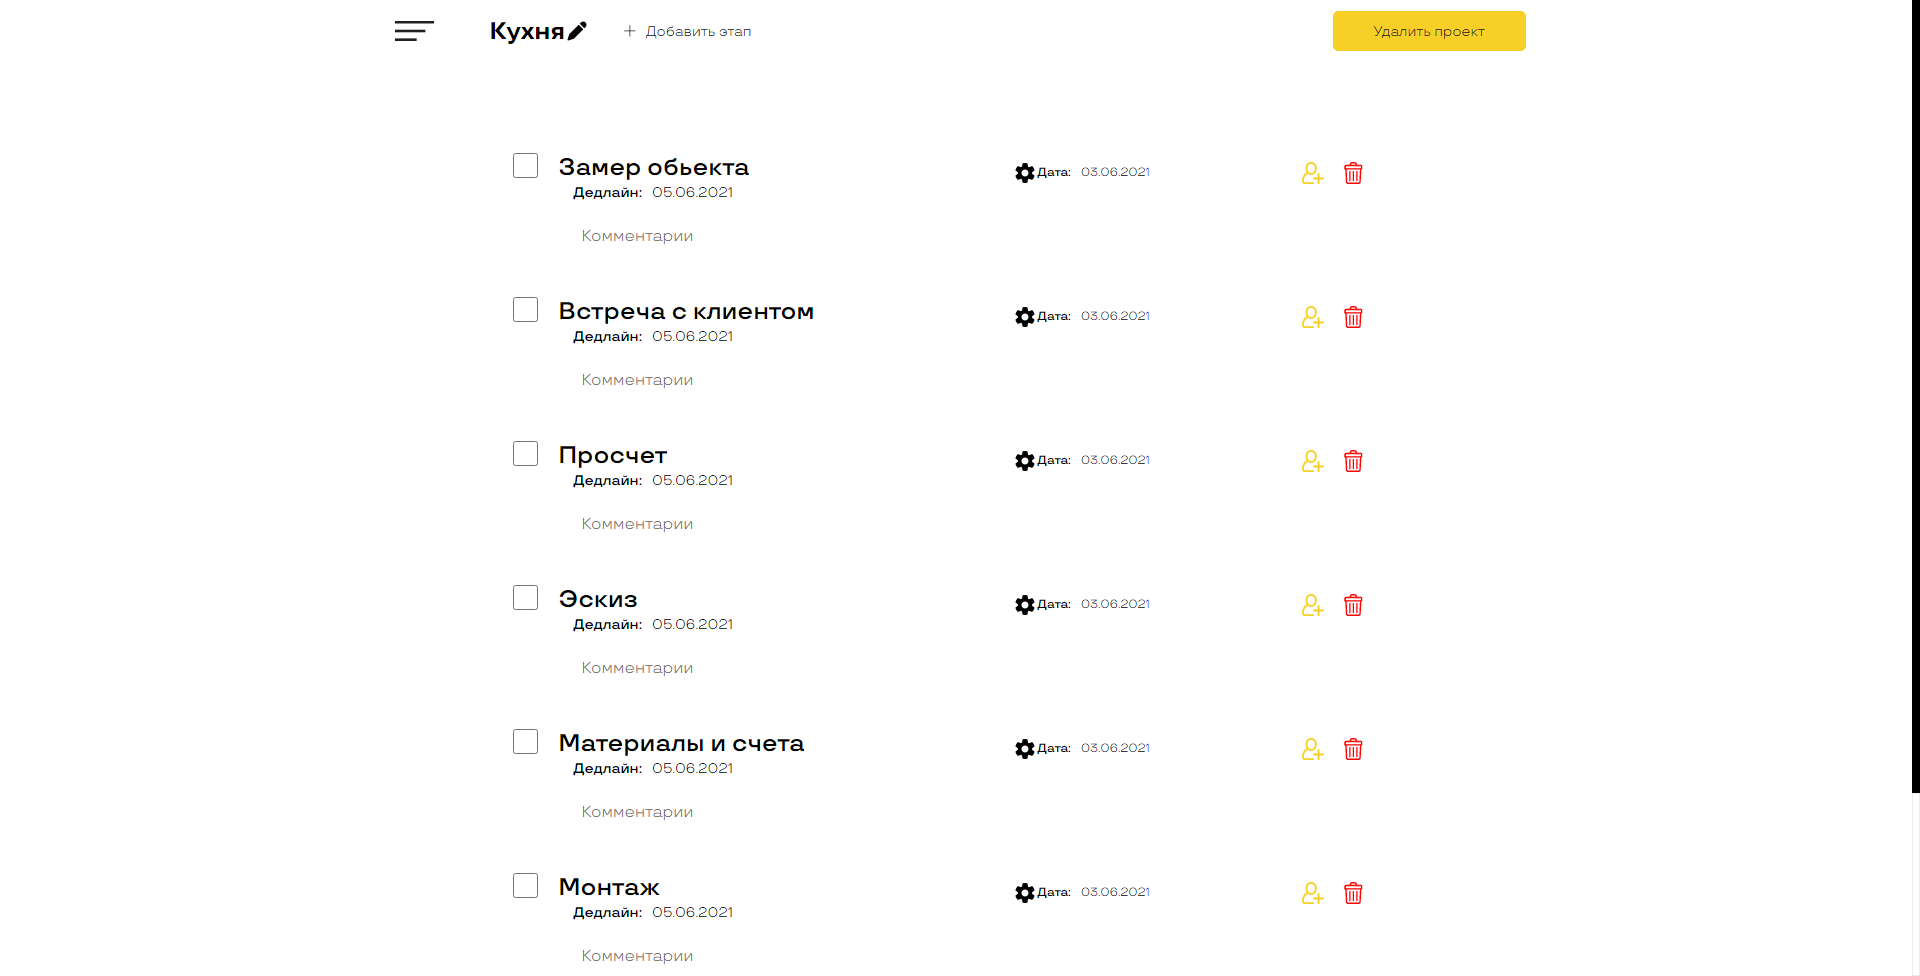 Кухня
+ Добавить этап
Удалить проект
Замер обьекта
Дата: 03.06.2021
Дедлайн: 05.06.2021
Комментарии
Встреча с клиентом
Дата: 03.06.2021
Дедлайн: 05.06.2021
Комментарии
Просчет
Дата: 03.06.2021
Дедлайн: 05.06.2021
Комментарии
Эскиз
Дата: 03.06.2021
Дедлайн: 05.06.2021
Комментарии
Материалы и счета
Дата: 03.06.2021
Дедлайн: 05.06.2021
Комментарии
Монтаж
Дата: 03.06.2021
Дедлайн: 05.06.2021
Комментарии